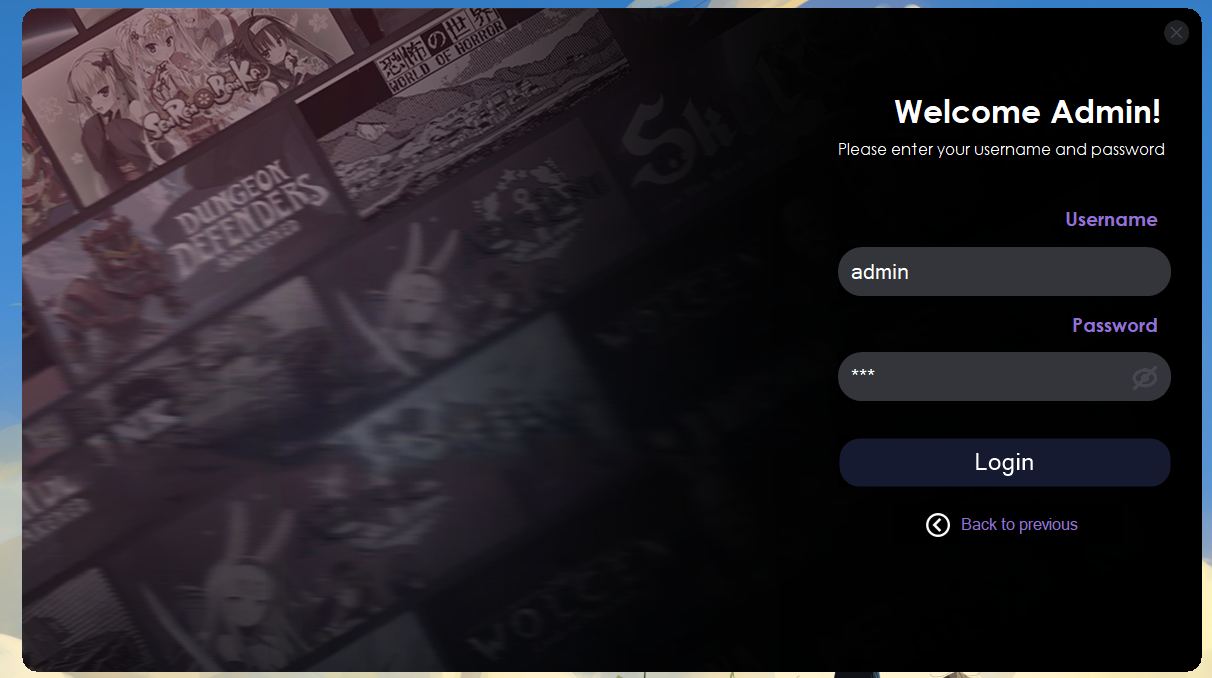 恐怖の世界
WORLD OF HORROR
DUNGEON
DEFENDERS
AWAKENED
Welcome Admin!
Please enter your username and password
Username
admin
Password
***
Login
Back to previous